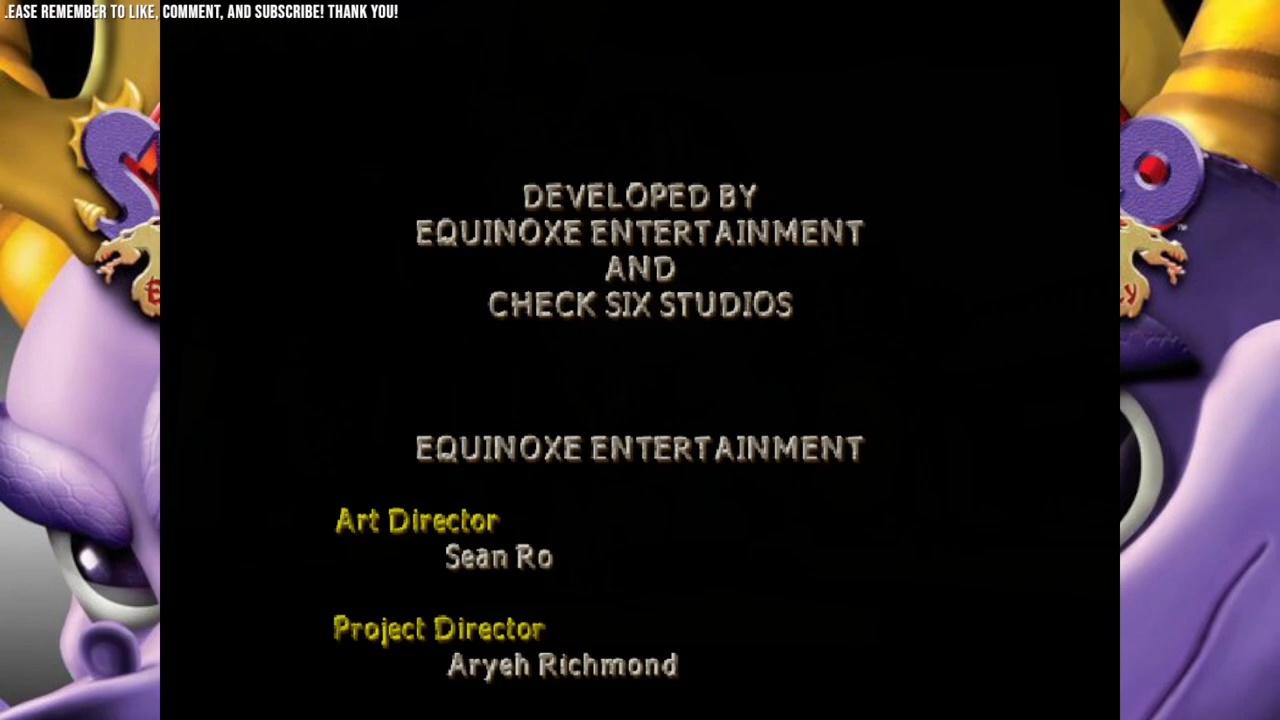 .EASE REMEMBER TO LIKE, COMMENT, AND SUBSCRIBE! THANK YOU!
DEVELOPED BY
EQUINOXE ENTERTAINMENT
AND
CHECK SIX STUDIOS
EQUINOXE ENTERTAINMENT
Art Director
Sean Ro
Project Director
Aryeh Richmond